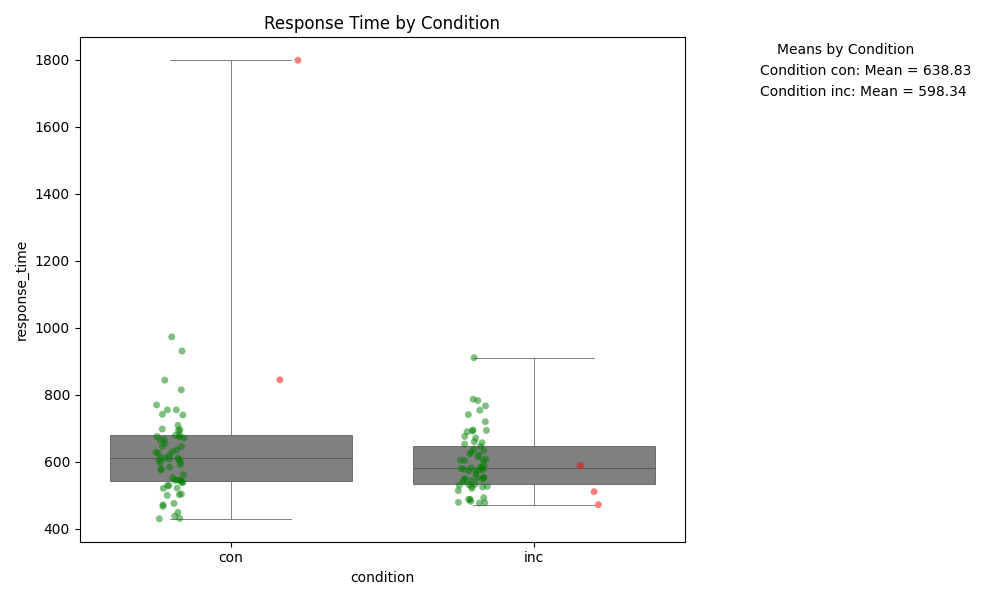 Response Time by Condition
Means by Condition
Condition con: Mean = 638.83
Condition inc: Mean = 598.34
response_time
1800
1600
1400
1200
1000
800
600
400
con inc
condition